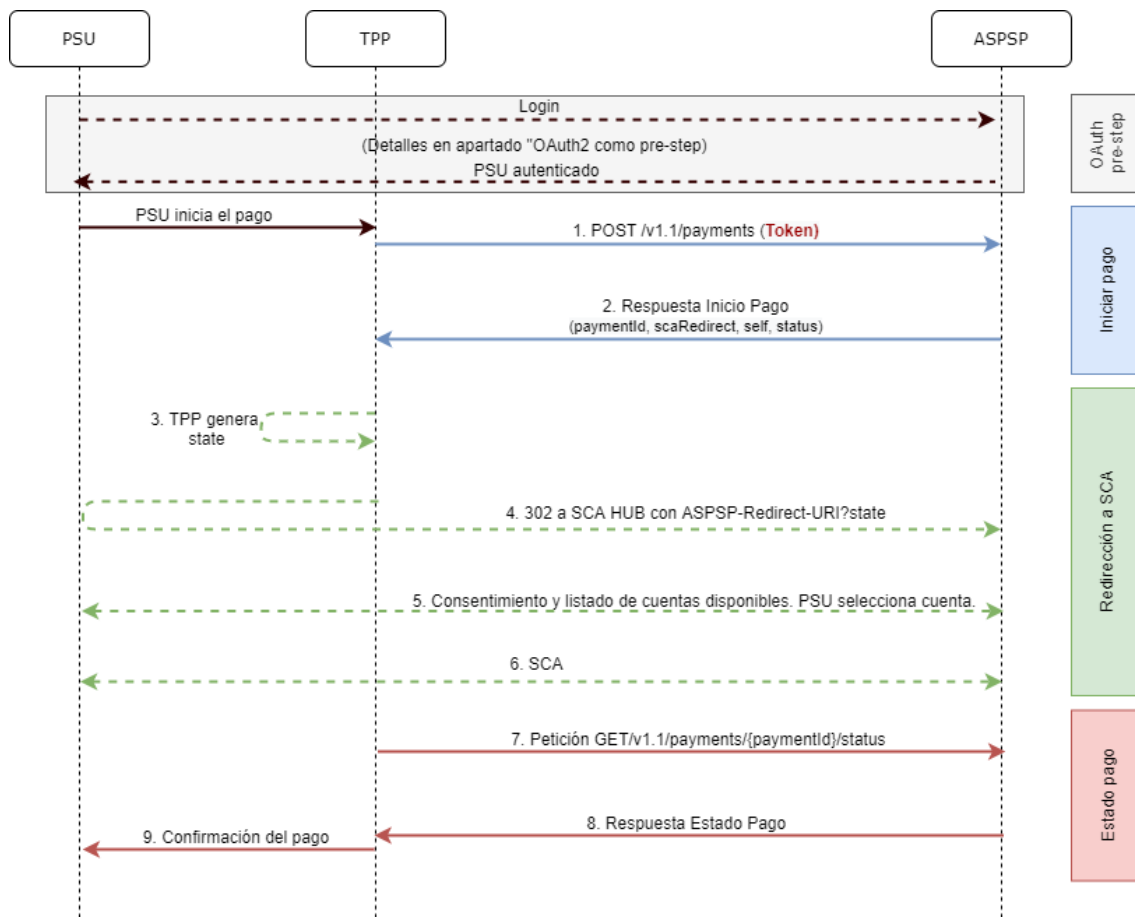 PSU
TPP
ASPSP
Login
(Detalles en apartado "OAuth2 como pre-step)
PSU autenticado
OAuth
pre-step
PSU inicia el pago
1. POST /v1.1/payments (Token)
2. Respuesta Inicio Pago
(paymentId, scaRedirect, self, status)
Iniciar pago
3. TPP genera
state
4. 302 a SCA HUB con ASPSP-Redirect-URI?state
5. Consentimiento y listado de cuentas disponibles. PSU selecciona cuenta.
6. SCA
Redirección a SCA
7. Petición GET/v1.1/payments/{paymentId}/status
8. Respuesta Estado Pago
9. Confirmación del pago
Estado pago